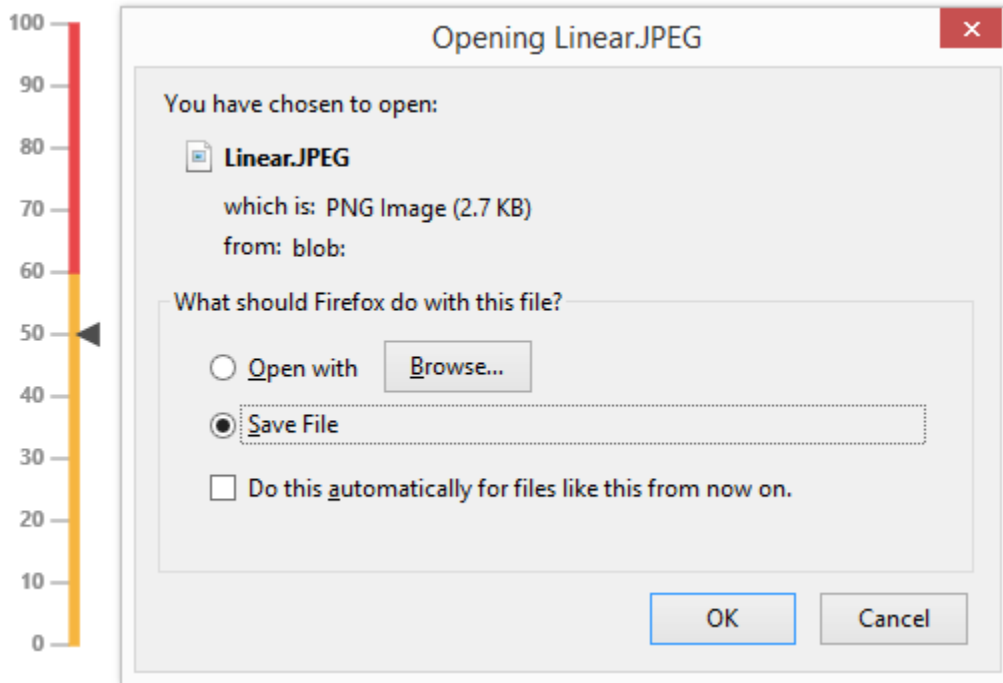 100
90
80
70
60
50
40
30
20
10
0
Opening Linear.JPEG
You have chosen to open:
Linear.JPEG
which is: PNG Image (2.7 KB)
from: blob:
What should Firefox do with this file?
Open with Browse...
Save File
Do this automatically for files like this from now on.
OK Cancel